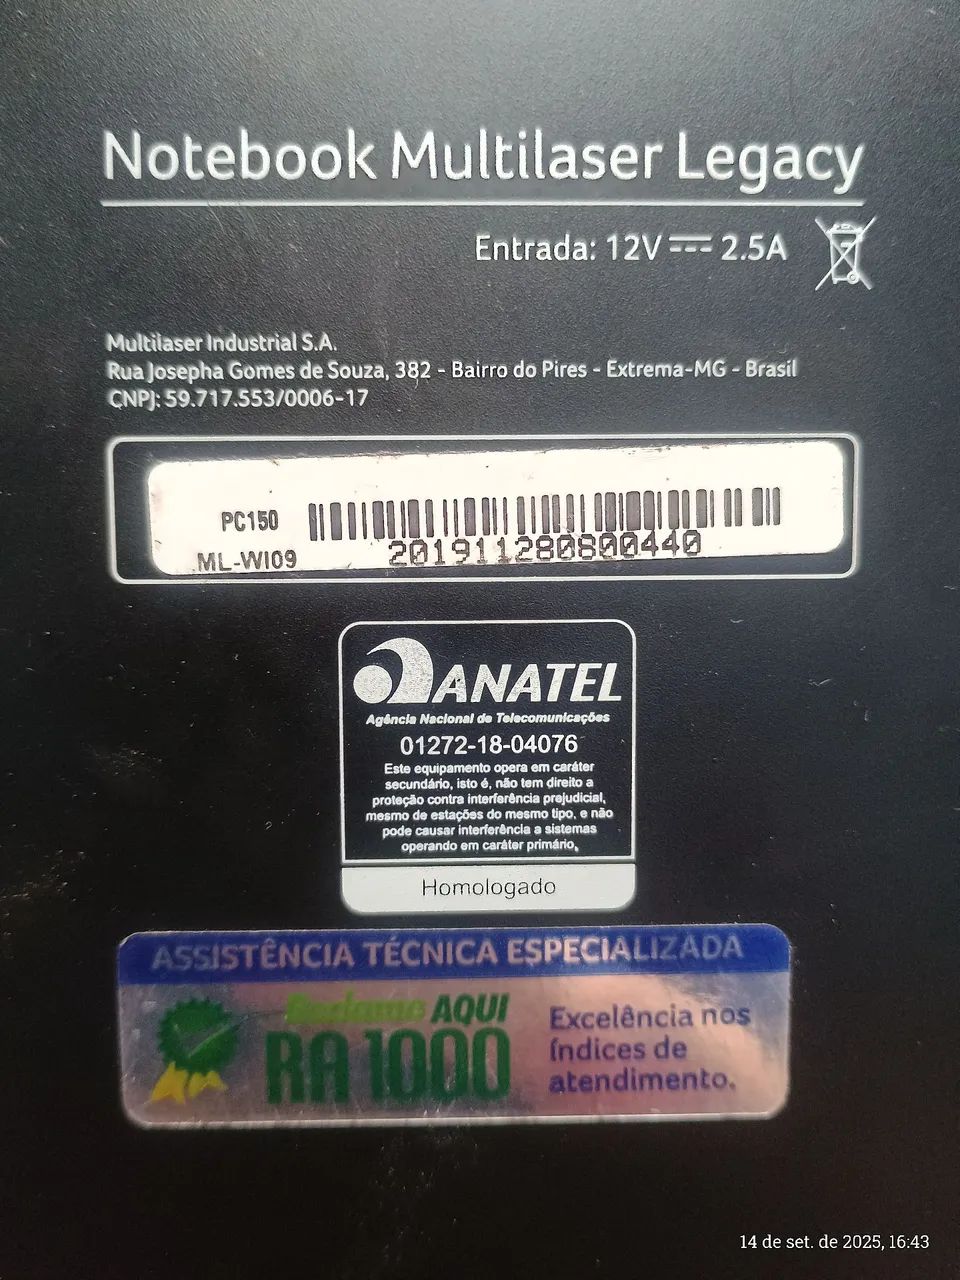 Notebook Multilaser Legacy
Entrada: 12V ⎓ 2.5A
Multilaser Industrial S.A.
Rua Josepha Gomes de Souza, 382 - Bairro do Pires - Extrema-MG - Brasil
CNPJ: 59.717.553/0006-17
PC150
ML-WI09
201911280800440
ANATEL
Agência Nacional de Telecomunicações
01272-18-04076
Este equipamento opera em caráter
secundário, isto é, não tem direito a
proteção contra interferência prejudicial,
mesmo de estações do mesmo tipo, e não
pode causar interferência a sistemas
operando em caráter primário.
Homologado
ASSISTÊNCIA TÉCNICA ESPECIALIZADA
Reclame AQUI
RA 1000
Excelência nos
índices de
atendimento.
14 de set. de 2025, 16:43